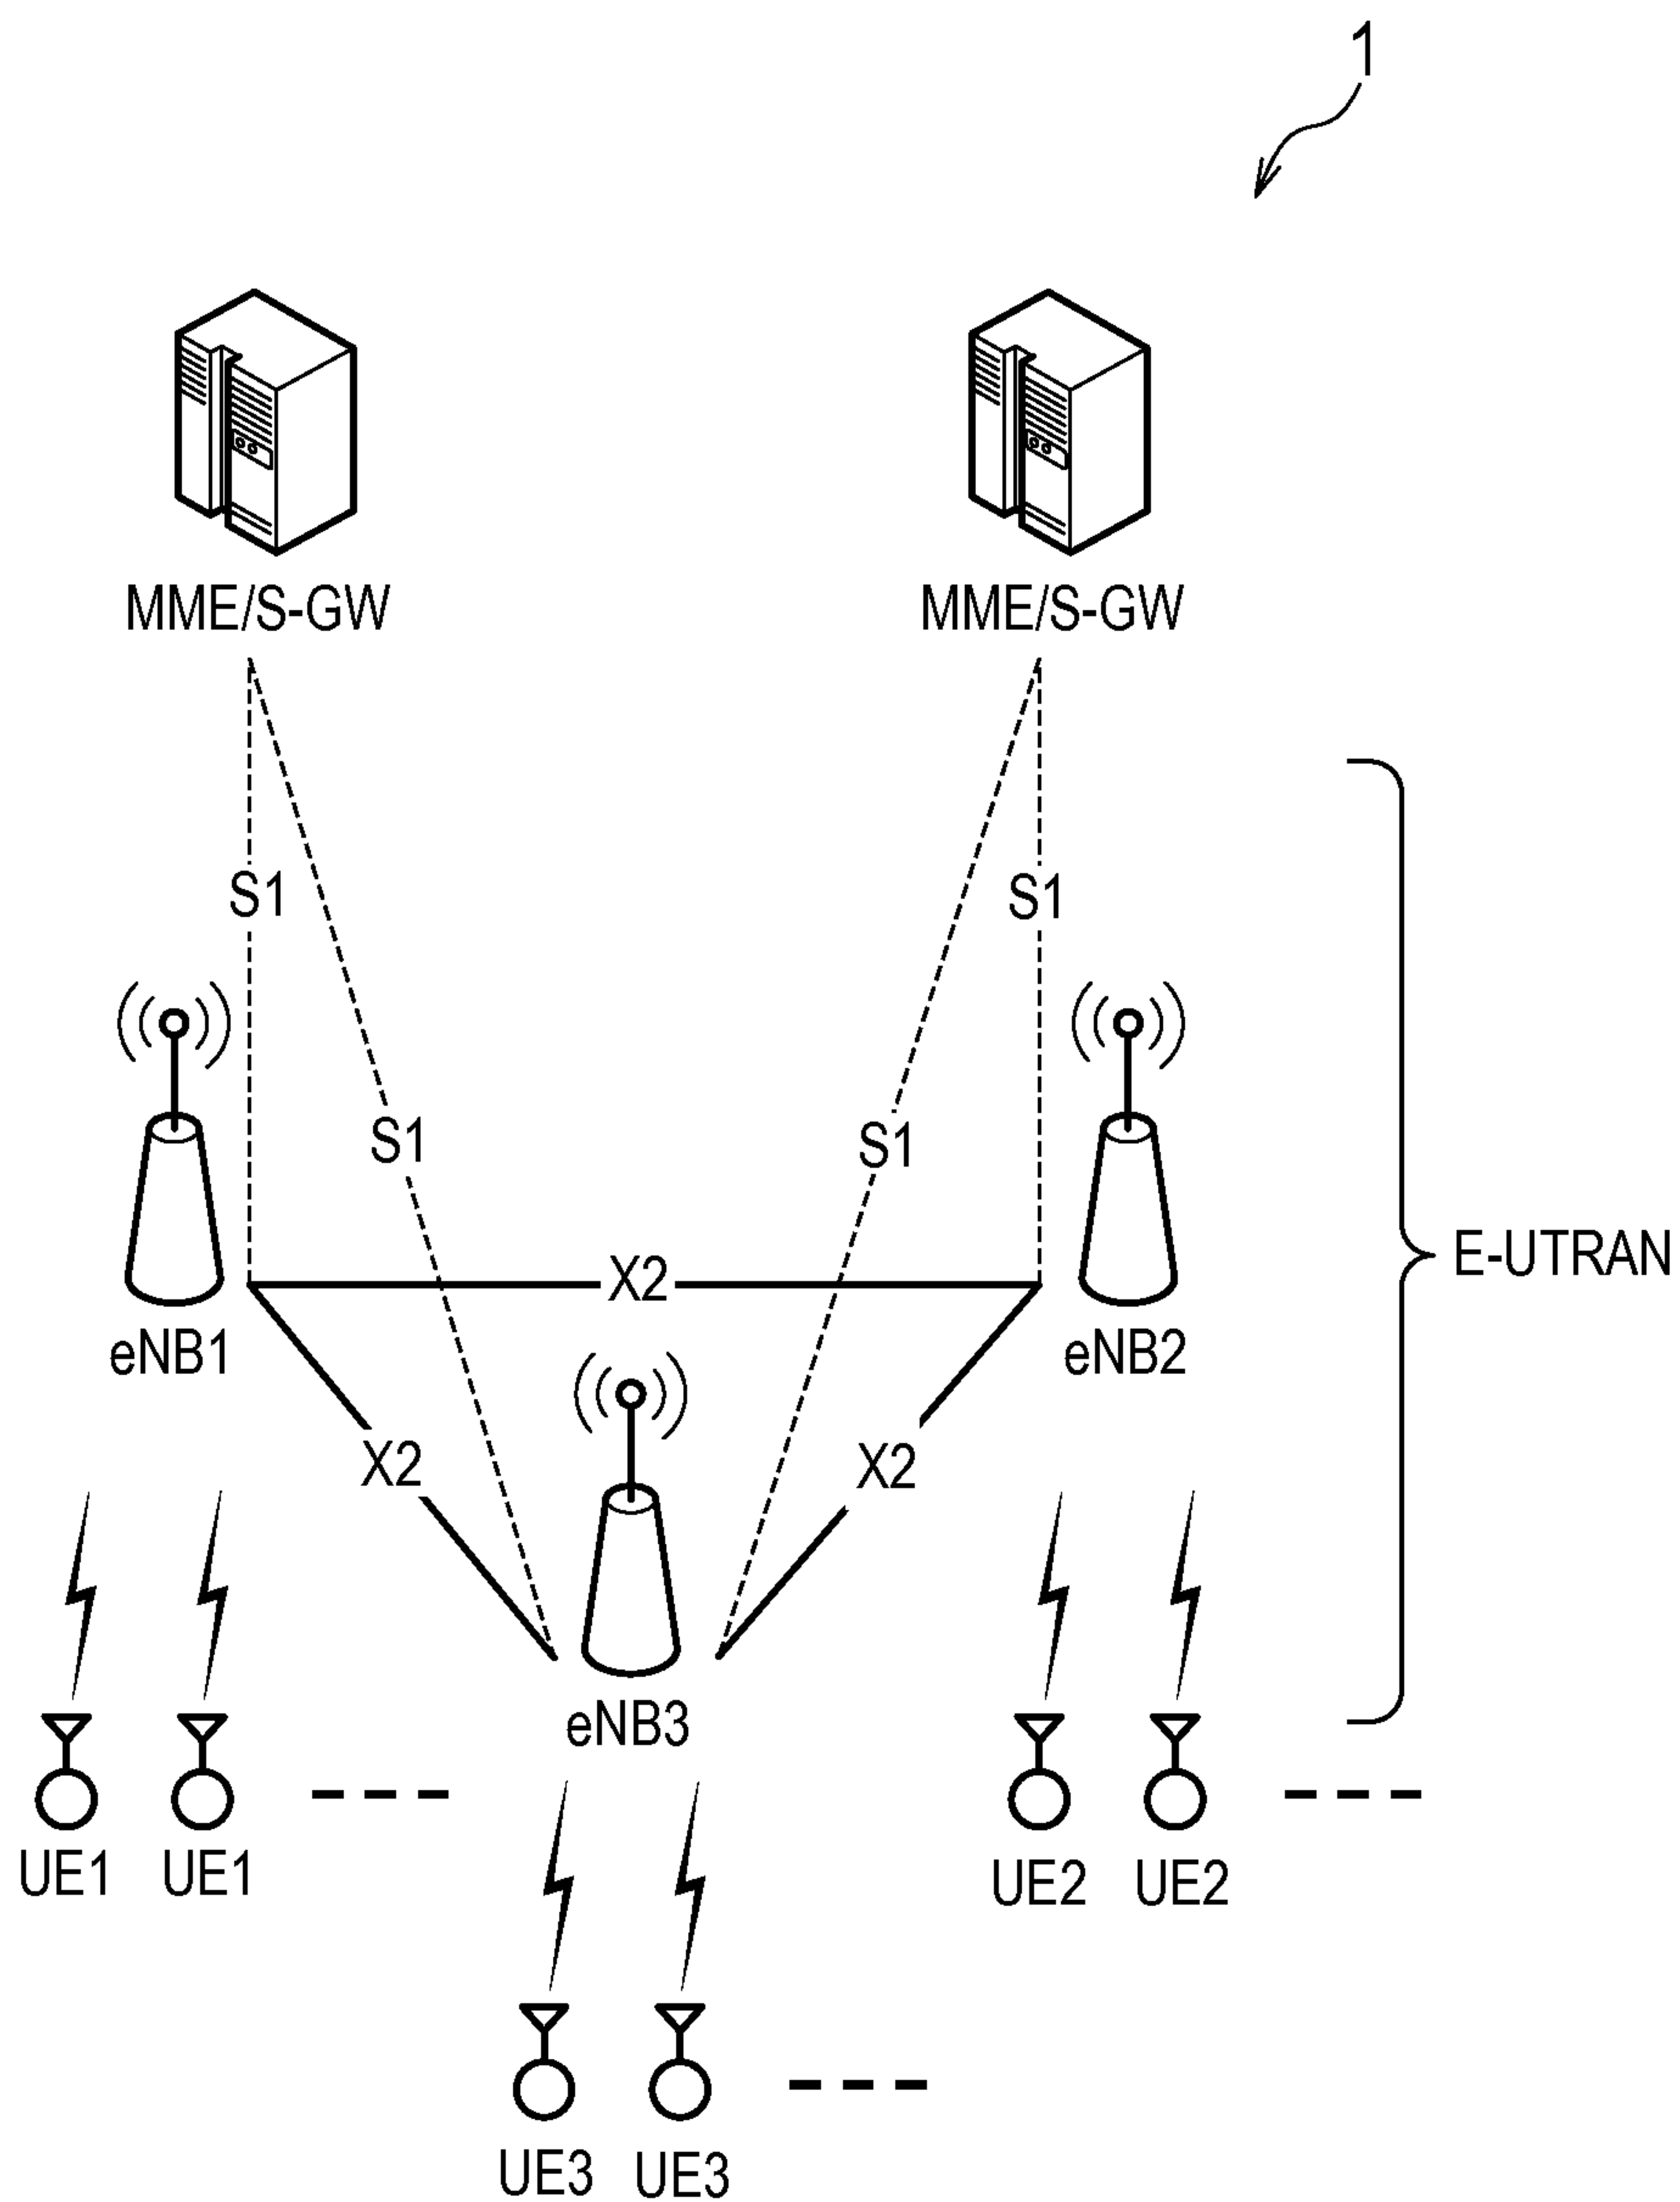 1
MME/S-GW MME/S-GW
S1 S1
S1 S1
E-UTRAN
X2
eNB1 eNB2
X2 X2
eNB3
UE1 UE1 UE2 UE2
UE3 UE3